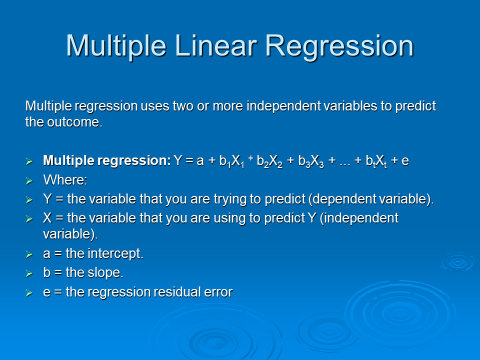 Multiple Linear Regression
Multiple regression uses two or more independent variables to predict
the outcome.
Multiple regression: Y = a + b₁X₁ + b₂X₂ + b₃X₃ + ... + bₜXₜ + e
Where:
Y = the variable that you are trying to predict (dependent variable).
X = the variable that you are using to predict Y (independent
variable).
a = the intercept.
b = the slope.
e = the regression residual error